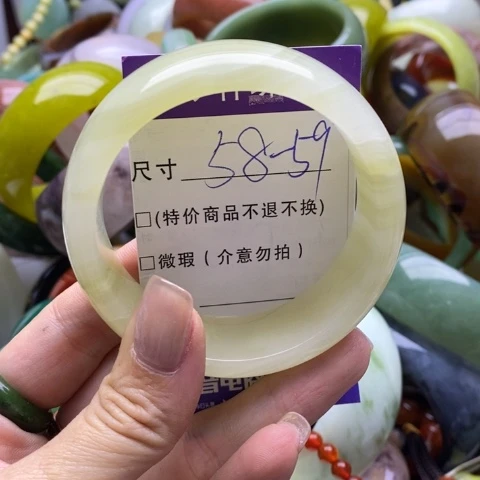 尺寸 58-59
□(特价商品不退不换)
□微瑕(介意勿拍)